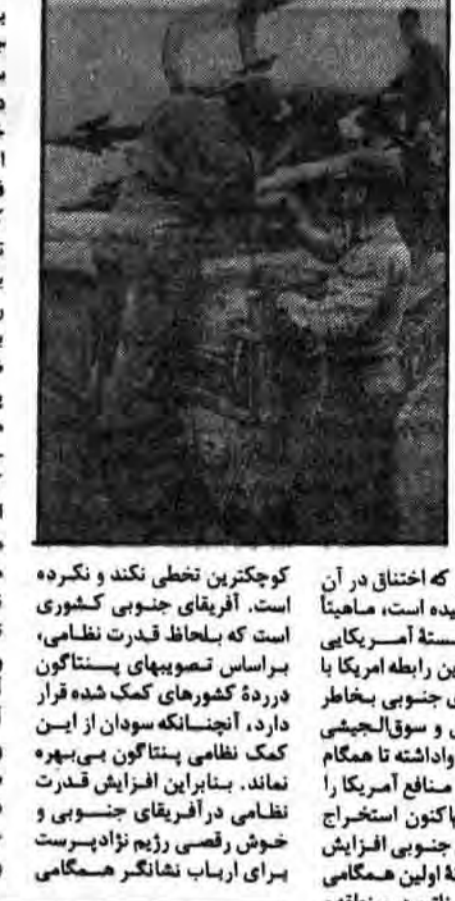 که اختناق در آن
یده است، ماهیتاً
آمریکایی
ین رابطه امریکا با
ی جنوبی بخاطر
و سوق‌الجیشی
واداشته تا همگام
منافع آمریکا را
استخراج
جنوبی افزایش
اولین همگامی
کوچکترین تخطی نکند و نکرده
است. آفریقای جنوبی کشوری
است که بلحاظ قدرت نظامی،
براساس تصویبهای پنتاگون
درردهٔ کشورهای کمک شده قرار
دارد، آنچنانکه سودان از این
کمک نظامی پنتاگون بی‌بهره
نماند. بنابراین افزایش قدرت
نظامی درآفریقای جنوبی و
خوش رقصی رژیم نژادپرست
برای ارباب نشانگر همگامی